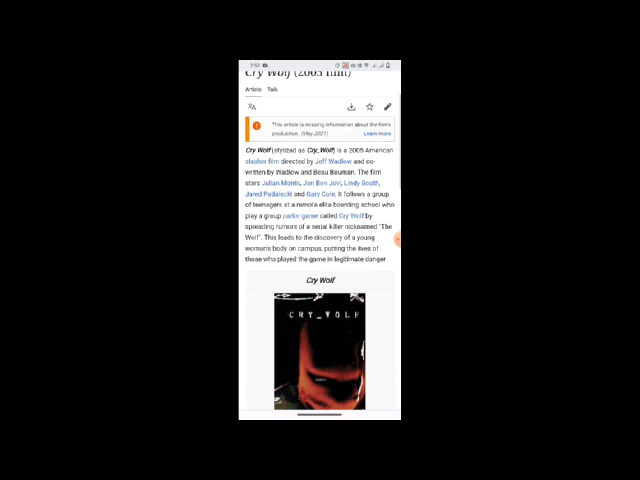 7:57
Cry Wolf (2005 film)
Article Talk
This article is missing information about the film's
production. (May 2021) Learn more
Cry Wolf (stylized as Cry_Wolf) is a 2005 American
slasher film directed by Jeff Wadlow and co-
written by Wadlow and Beau Bauman. The film
stars Julian Morris, Jon Bon Jovi, Lindy Booth,
Jared Padalecki and Gary Cole. It follows a group
of teenagers at a remote elite boarding school who
play a group parlor game called Cry Wolf by
spreading rumors of a serial killer nicknamed "The
Wolf". This leads to the discovery of a young
woman's body on campus, putting the lives of
those who played the game in legitimate danger
Cry Wolf
CRY_WOLF